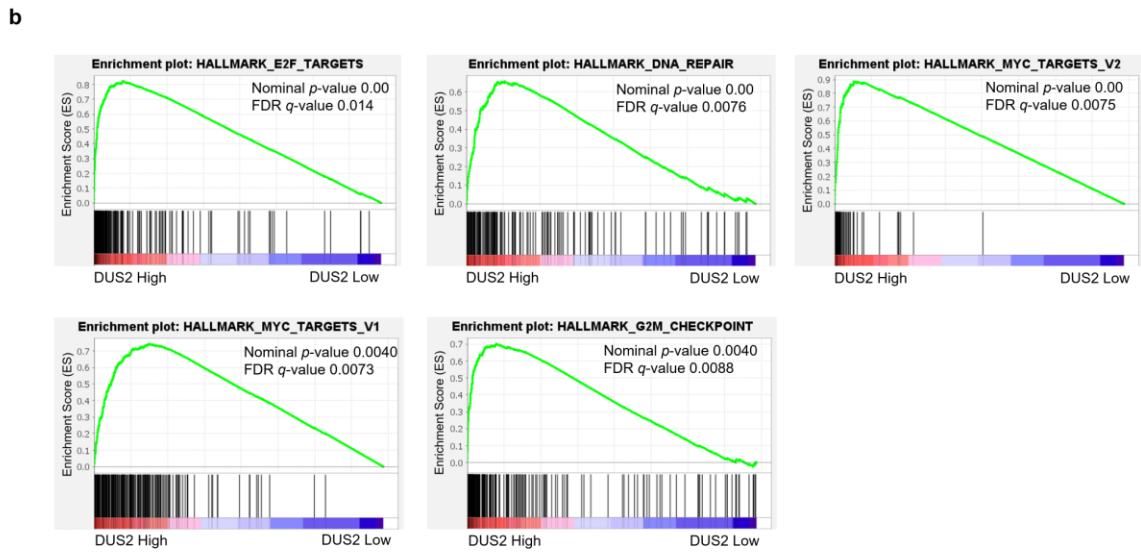 b
Enrichment plot: HALLMARK_E2F_TARGETS
Nominal p-value 0.00
FDR q-value 0.014
Enrichment Score (ES)
0.8
0.7
0.6
0.5
0.4
0.3
0.2
0.1
0.0
DUS2 High DUS2 Low
Enrichment plot: HALLMARK_DNA_REPAIR
Nominal p-value 0.00
FDR q-value 0.0076
Enrichment Score (ES)
0.6
0.5
0.4
0.3
0.2
0.1
0.0
DUS2 High DUS2 Low
Enrichment plot: HALLMARK_MYC_TARGETS_V2
Nominal p-value 0.00
FDR q-value 0.0075
Enrichment Score (ES)
0.9
0.8
0.7
0.6
0.5
0.4
0.3
0.2
0.1
0.0
DUS2 High DUS2 Low
Enrichment plot: HALLMARK_MYC_TARGETS_V1
Nominal p-value 0.0040
FDR q-value 0.0073
Enrichment Score (ES)
0.7
0.6
0.5
0.4
0.3
0.2
0.1
0.0
DUS2 High DUS2 Low
Enrichment plot: HALLMARK_G2M_CHECKPOINT
Nominal p-value 0.0040
FDR q-value 0.0088
Enrichment Score (ES)
0.7
0.6
0.5
0.4
0.3
0.2
0.1
0.0
DUS2 High DUS2 Low